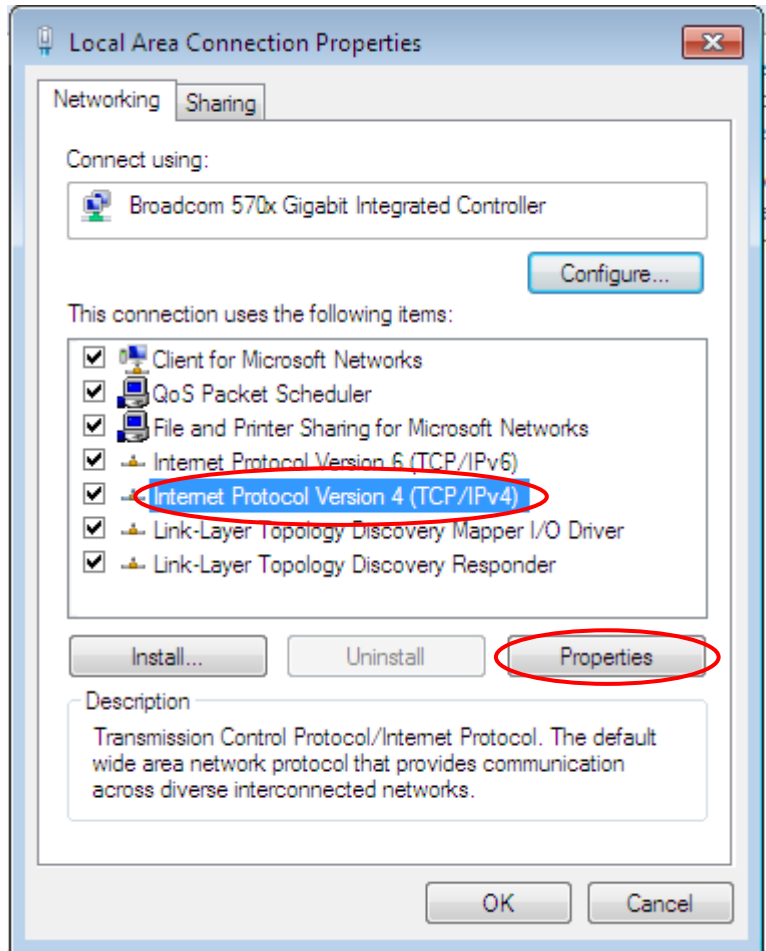 Local Area Connection Properties
Networking
Sharing
Connect using:
Broadcom 570x Gigabit Integrated Controller
Configure...
This connection uses the following items:
Client for Microsoft Networks
QoS Packet Scheduler
File and Printer Sharing for Microsoft Networks
Internet Protocol Version 6 (TCP/IPv6)
Internet Protocol Version 4 (TCP/IPv4)
Link-Layer Topology Discovery Mapper I/O Driver
Link-Layer Topology Discovery Responder
Install...
Uninstall
Properties
Description
Transmission Control Protocol/Internet Protocol. The default
wide area network protocol that provides communication
across diverse interconnected networks.
OK
Cancel